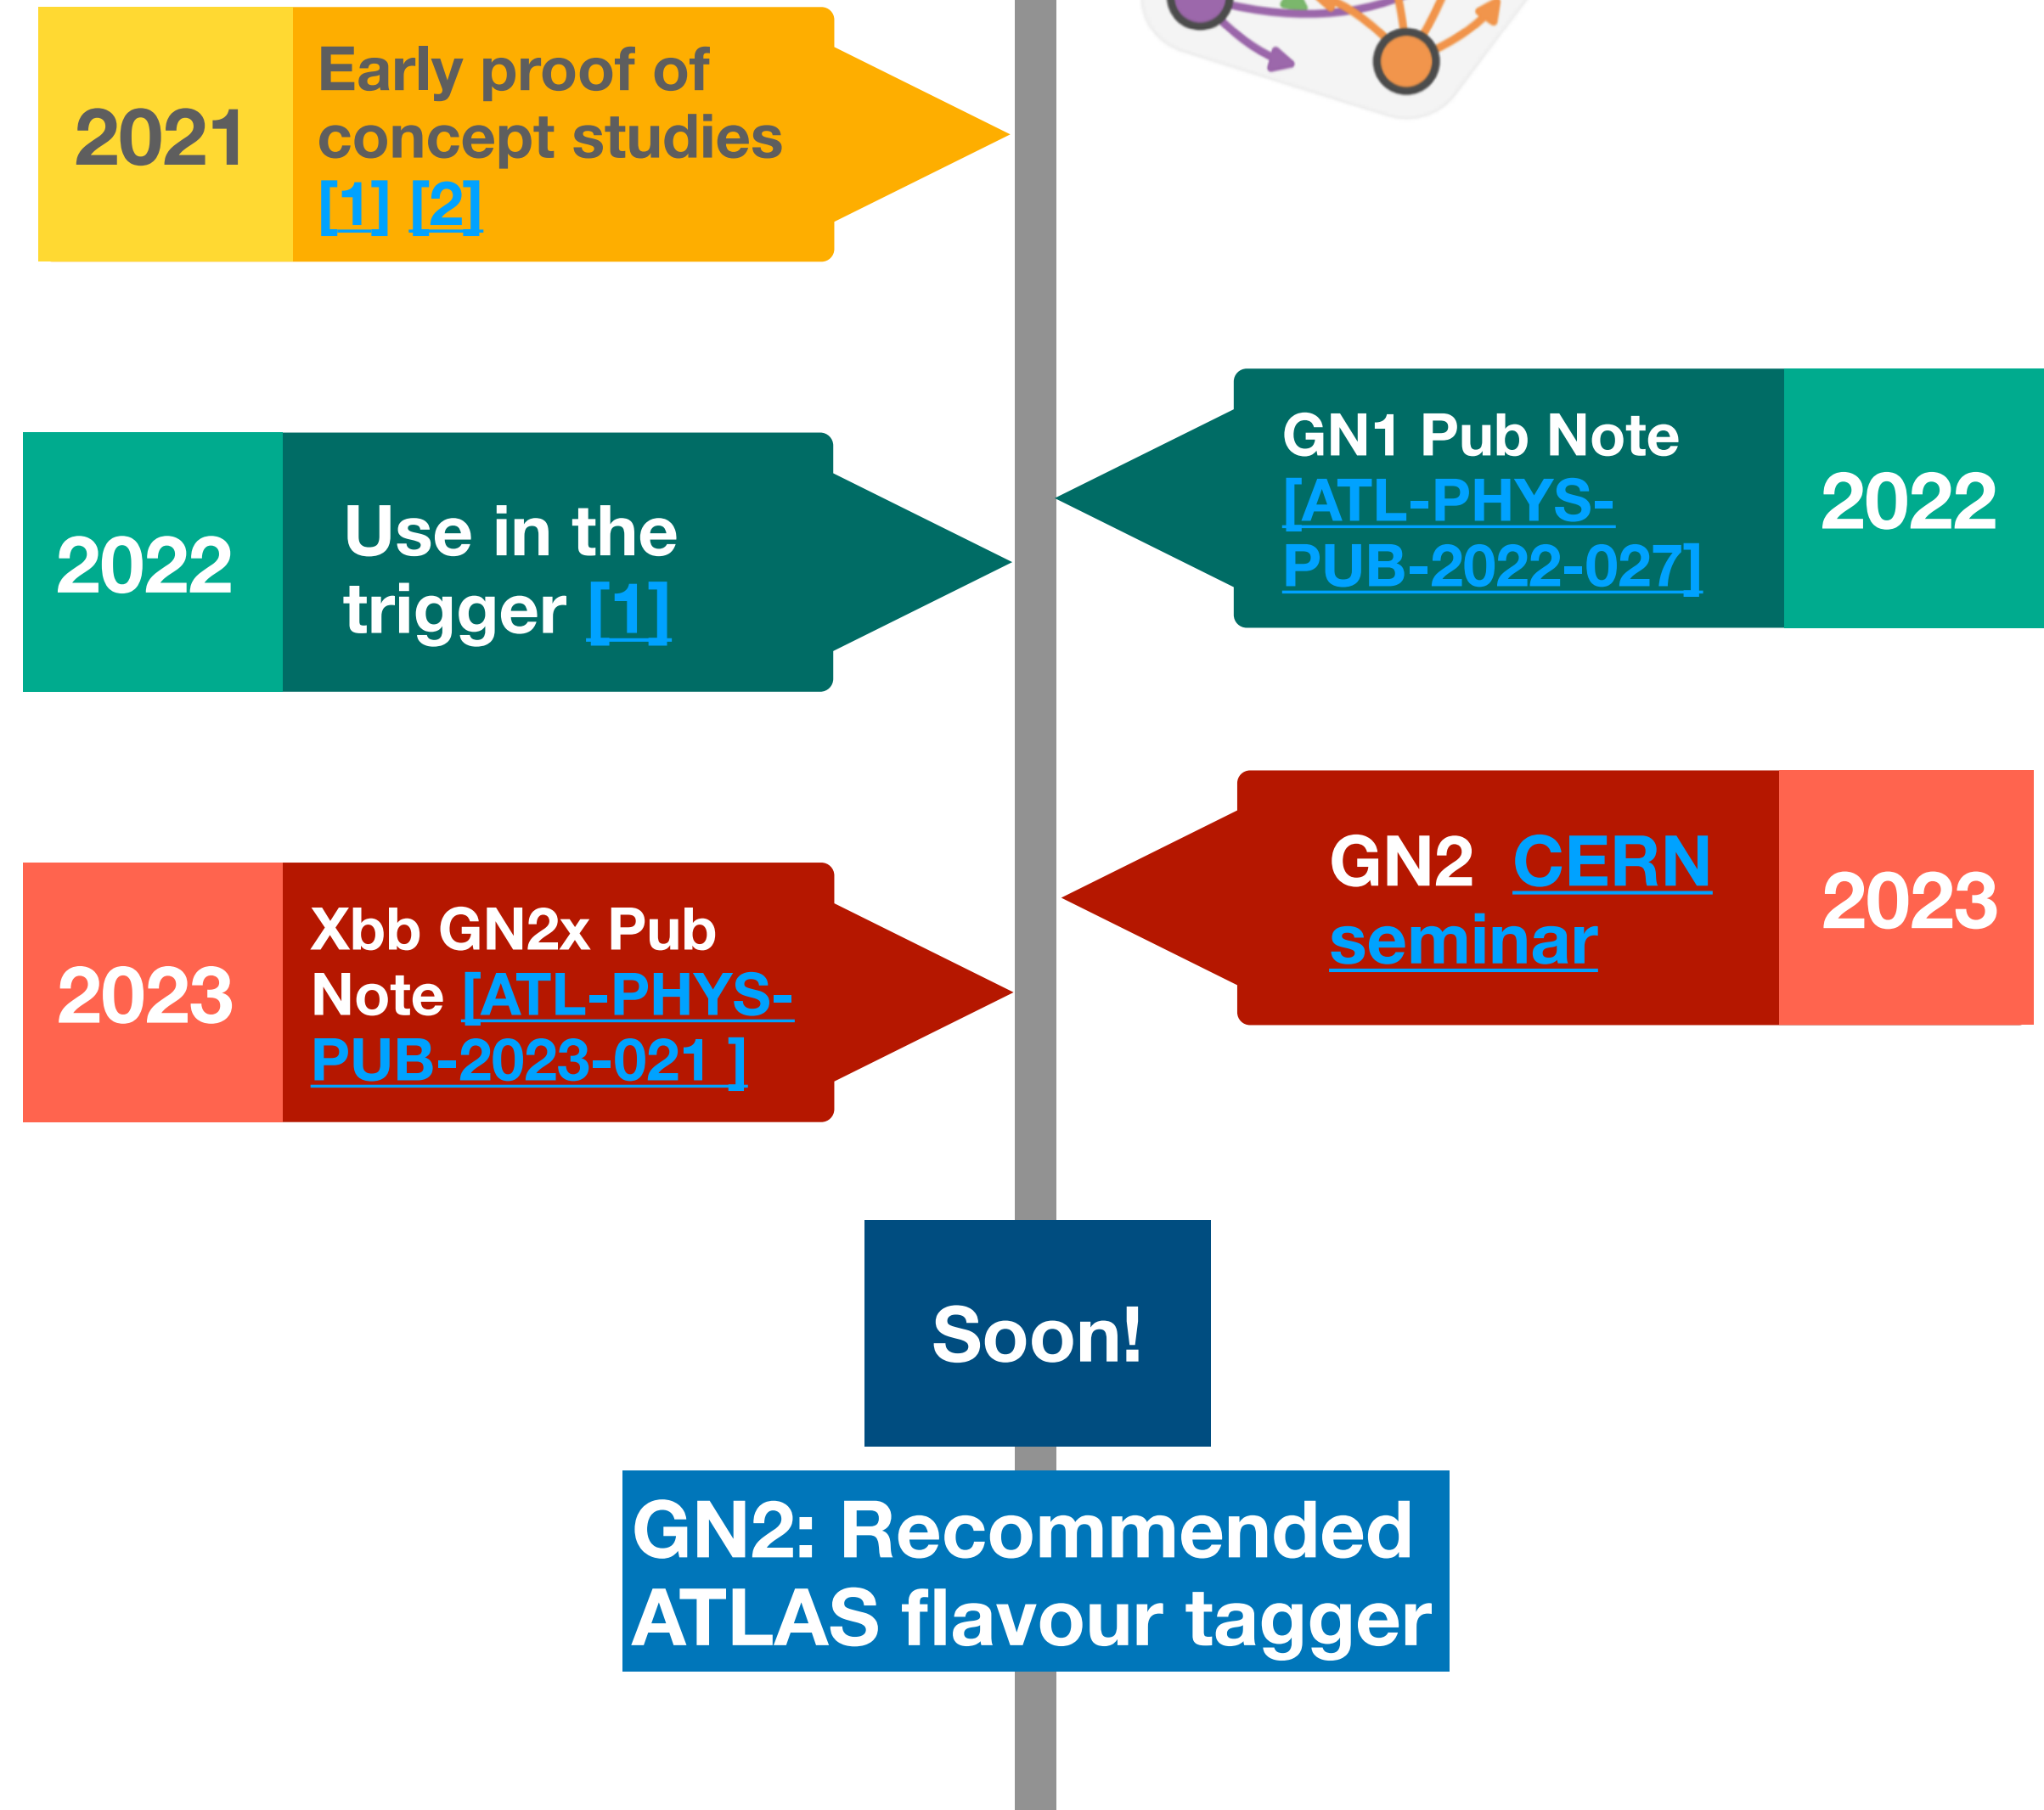 2021
Early proof of
concept studies
[1] [2]
GN1 Pub Note
[ATL-PHYS-
PUB-2022-027]
2022
2022
Use in the
trigger [1]
GN2 CERN
seminar
2023
2023
Xbb GN2x Pub
Note [ATL-PHYS-
PUB-2023-021 ]
Soon!
GN2: Recommended
ATLAS flavour tagger